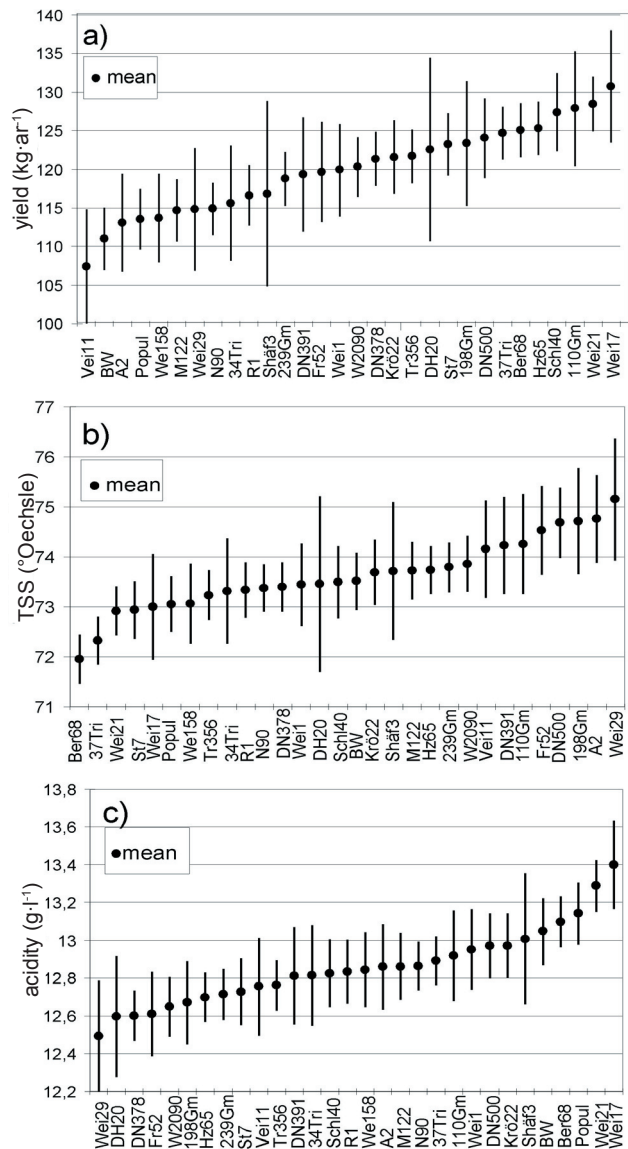 a)
mean
yield (kg·ar⁻¹)
140
135
130
125
120
115
110
105
100
Vei11
BW
A2
Popul
We158
M122
Wei29
N90
34Tri
R1
Shäf3
239Gm
DN391
Fr52
Wei1
W2090
DN378
Krö22
Tr356
DH20
St7
198Gm
DN500
37Tri
Ber68
Hz65
Schl40
110Gm
Wei21
Wei17
b)
mean
TSS (°Oechsle)
77
76
75
74
73
72
71
Ber68
37Tri
Wei21
St7
Wei17
Popul
We158
Tr356
34Tri
R1
N90
DN378
Wei1
DH20
Schl40
BW
Krö22
Shäf3
M122
Hz65
239Gm
W2090
Vei11
DN391
110Gm
Fr52
DN500
198Gm
A2
Wei29
c)
mean
acidity (g·l⁻¹)
13,8
13,6
13,4
13,2
13
12,8
12,6
12,4
12,2
Wei29
DH20
DN378
Fr52
W2090
198Gm
Hz65
239Gm
St7
Vei11
Tr356
DN391
34Tri
Schl40
R1
We158
A2
M122
N90
37Tri
110Gm
Wei1
DN500
Krö22
Shäf3
BW
Ber68
Popul
Wei21
Wei17